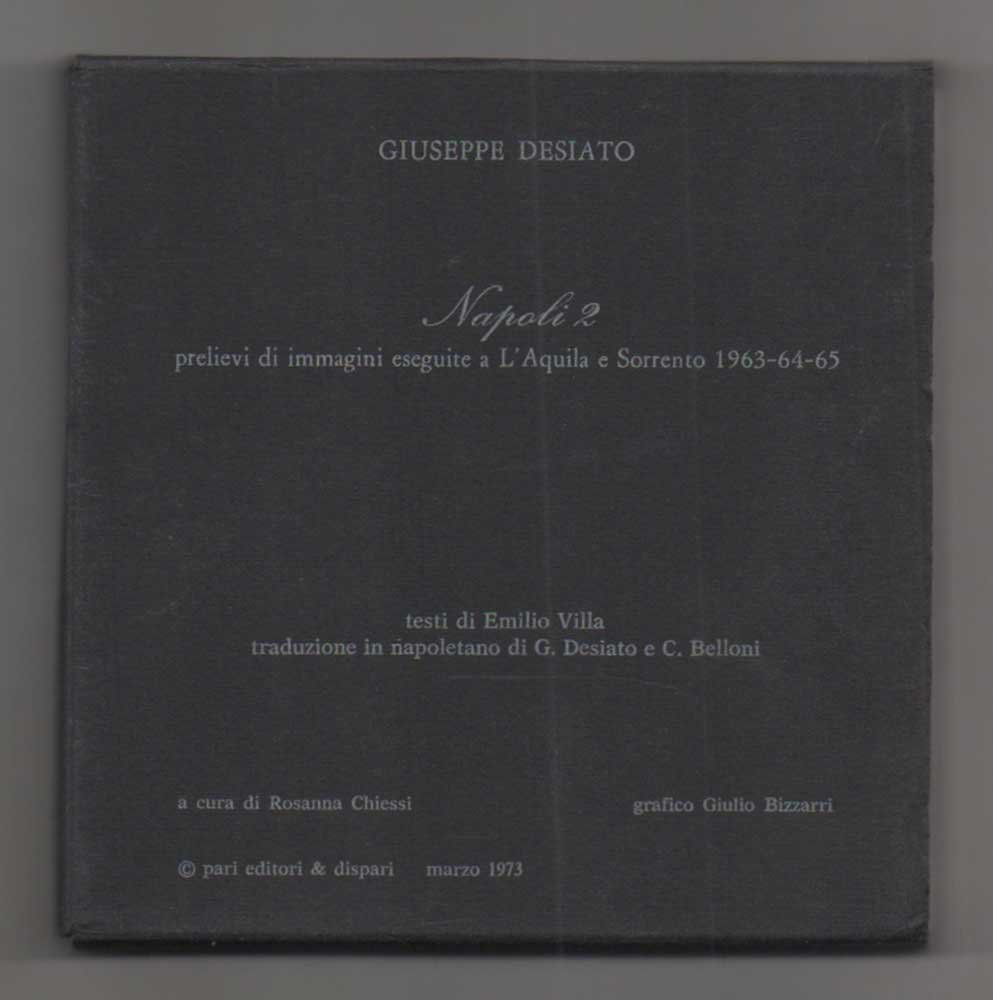 GIUSEPPE DESIATO
Napoli 2
prelievi di immagini eseguite a L'Aquila e Sorrento 1963-64-65
testi di Emilio Villa
traduzione in napoletano di G. Desiato e C. Belloni
a cura di Rosanna Chiessi
grafico Giulio Bizzarri
© pari editori & dispari marzo 1973